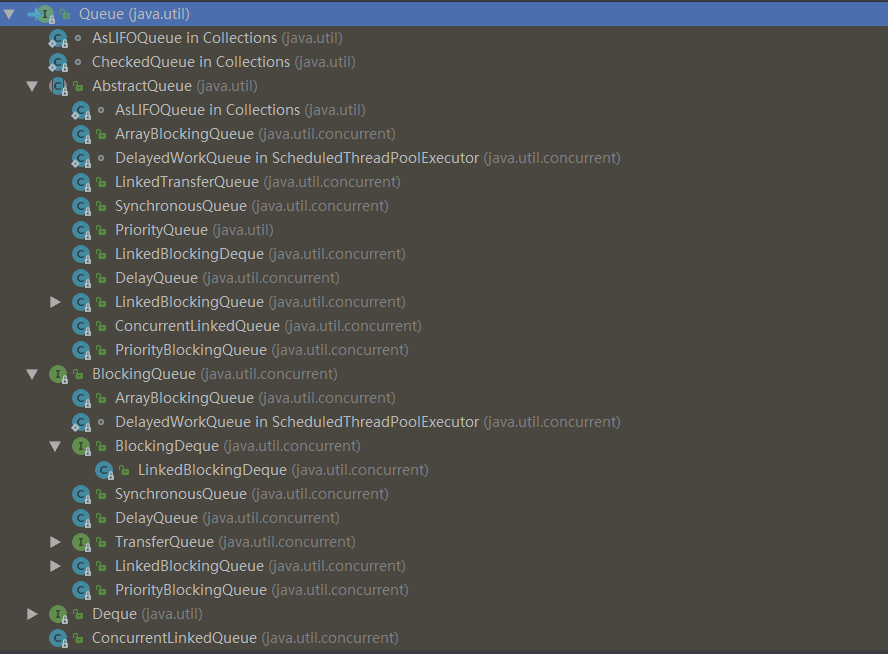 Queue (java.util)
AsLIFOQueue in Collections (java.util)
CheckedQueue in Collections (java.util)
AbstractQueue (java.util)
AsLIFOQueue in Collections (java.util)
ArrayBlockingQueue (java.util.concurrent)
DelayedWorkQueue in ScheduledThreadPoolExecutor (java.util.concurrent)
LinkedTransferQueue (java.util.concurrent)
SynchronousQueue (java.util.concurrent)
PriorityQueue (java.util)
LinkedBlockingDeque (java.util.concurrent)
DelayQueue (java.util.concurrent)
LinkedBlockingQueue (java.util.concurrent)
ConcurrentLinkedQueue (java.util.concurrent)
PriorityBlockingQueue (java.util.concurrent)
BlockingQueue (java.util.concurrent)
ArrayBlockingQueue (java.util.concurrent)
DelayedWorkQueue in ScheduledThreadPoolExecutor (java.util.concurrent)
BlockingDeque (java.util.concurrent)
LinkedBlockingDeque (java.util.concurrent)
SynchronousQueue (java.util.concurrent)
DelayQueue (java.util.concurrent)
TransferQueue (java.util.concurrent)
LinkedBlockingQueue (java.util.concurrent)
PriorityBlockingQueue (java.util.concurrent)
Deque (java.util)
ConcurrentLinkedQueue (java.util.concurrent)